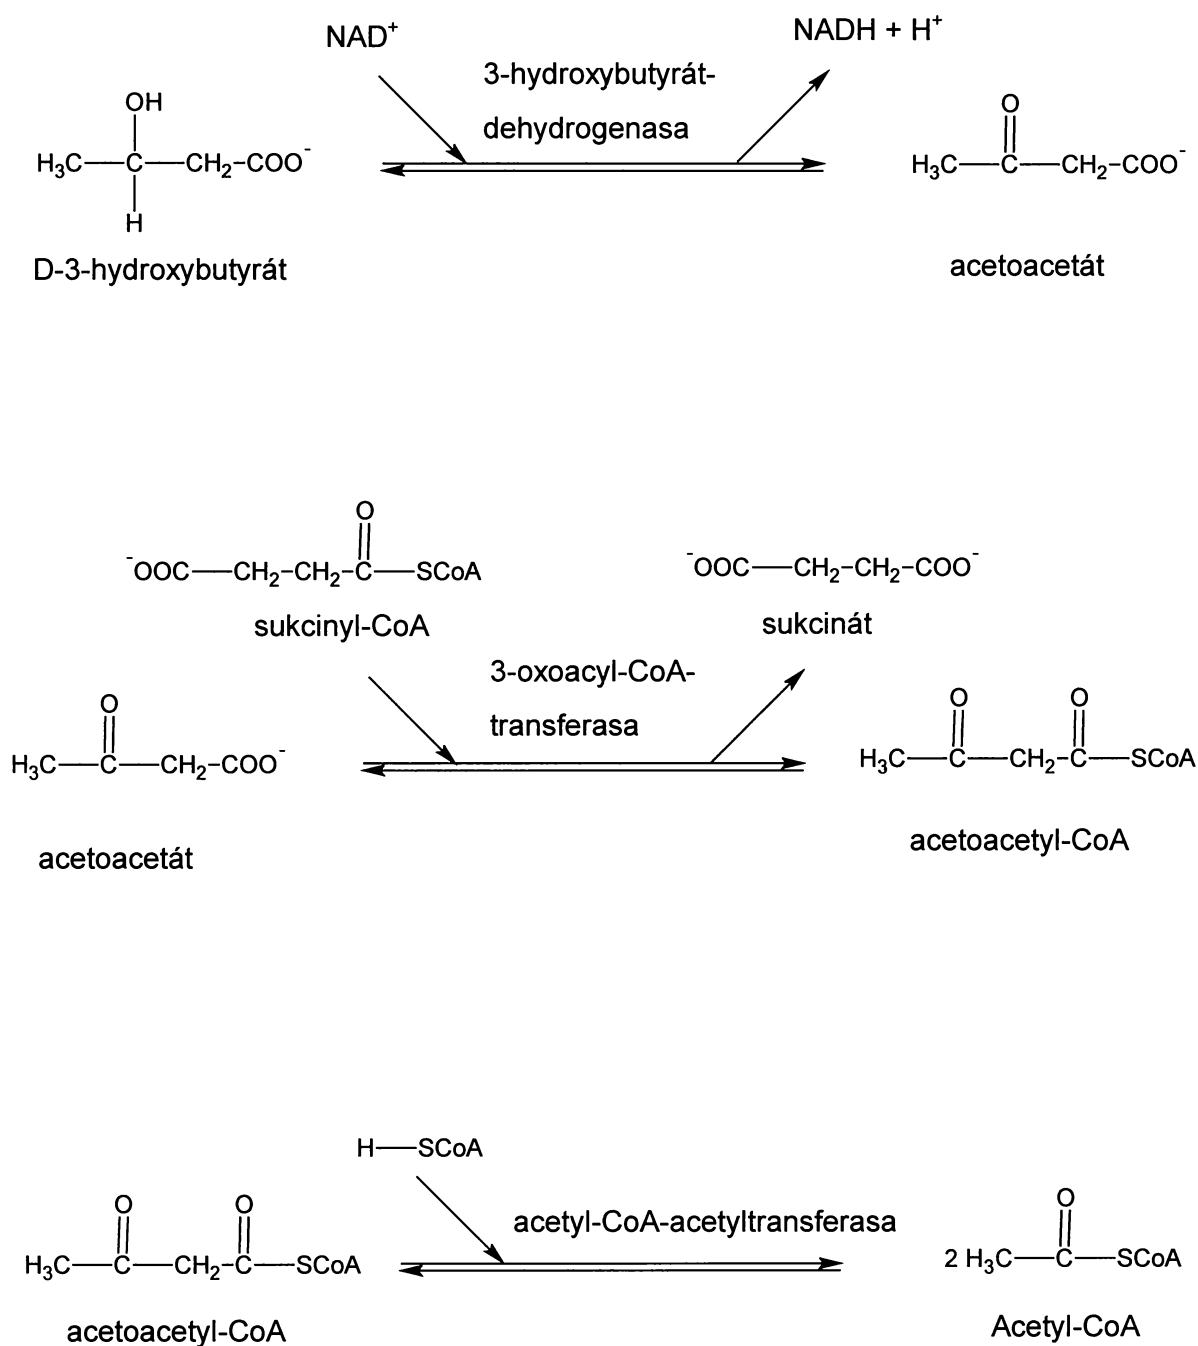 NAD⁺
NADH + H⁺
3-hydroxybutyrát-
dehydrogenasa
OH
H₃C—C—CH₂–COO⁻
H
D-3-hydroxybutyrát
O
H₃C—C—CH₂–COO⁻
acetoacetát
O
⁻OOC—CH₂–CH₂–C—SCoA
sukcinyl-CoA
⁻OOC—CH₂–CH₂–COO⁻
sukcinát
3-oxoacyl-CoA-
transferasa
O
H₃C—C—CH₂–COO⁻
acetoacetát
O O
H₃C—C—CH₂–C—SCoA
acetoacetyl-CoA
H—SCoA
acetyl-CoA-acetyltransferasa
O O
H₃C—C—CH₂–C—SCoA
acetoacetyl-CoA
O
2 H₃C—C—SCoA
Acetyl-CoA